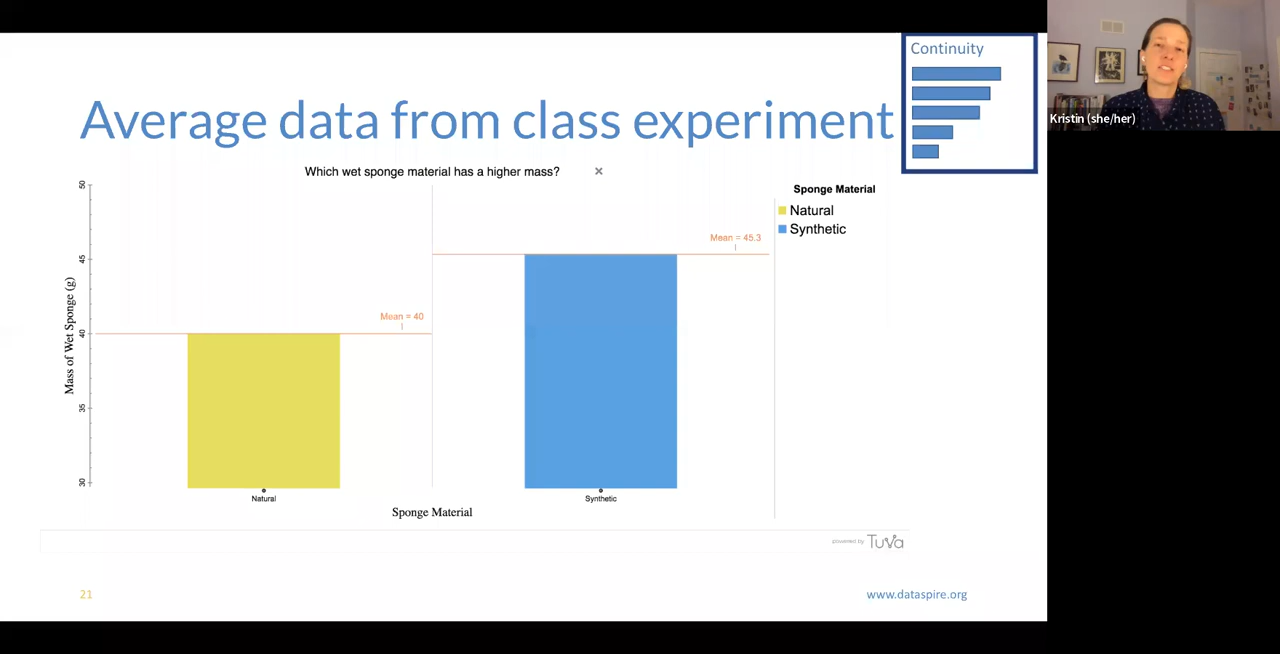 Continuity
Average data from class experiment
Kristin (she/her)
Which wet sponge material has a higher mass? ×
Sponge Material
Natural
Synthetic
Mass of Wet Sponge (g)
50
45
40
35
30
Mean = 40
Mean = 45.3
Natural
Synthetic
Sponge Material
powered by Tuva
21
www.dataspire.org